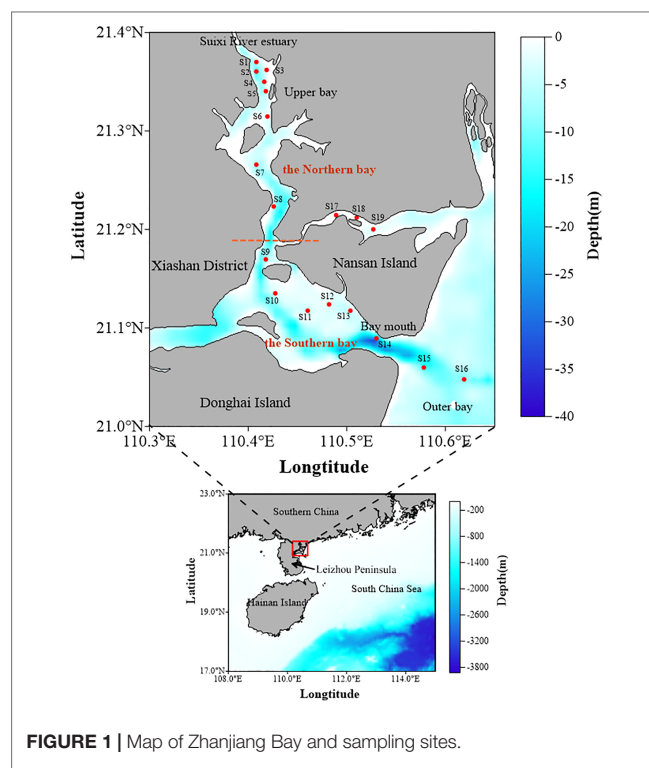 21.4°N
Suixi River estuary
S1
S3
S2
S4
S5
Upper bay
21.3°N
S6
the Northern bay
S7
S8
S17
S18
S19
21.2°N
S9
Xiashan District
Nansan Island
S10
S12
S11
S13
21.1°N
Bay mouth
the Southern bay
S14
S15
S16
Donghai Island
Outer bay
21.0°N
110.3°E
110.4°E
110.5°E
110.6°E
Latitude
Longtitude
0
-5
-10
-15
-20
-25
-30
-35
-40
Depth(m)
23.0°N
Southern China
21.0°N
Leizhou Peninsula
South China Sea
Hainan Island
19.0°N
17.0°N
108.0°E
110.0°E
112.0°E
114.0°E
Latitude
Longtitude
-200
-800
-1400
-2000
-2600
-3200
-3800
Depth(m)
FIGURE 1 | Map of Zhanjiang Bay and sampling sites.